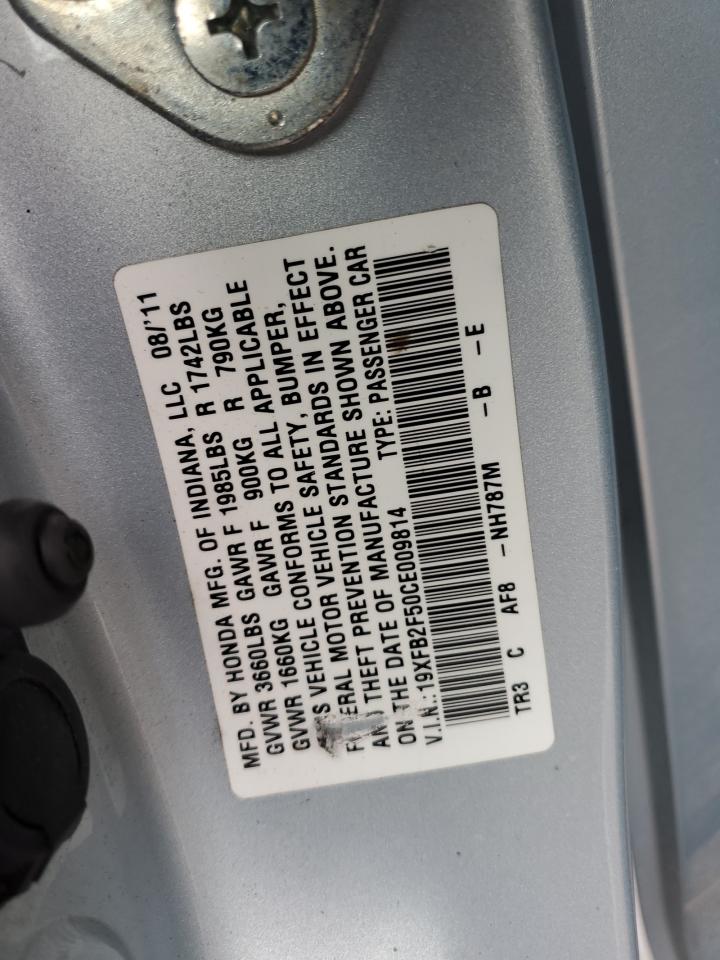 MFD. BY HONDA MFG. OF INDIANA, LLC 08/'11
GVWR 3660LBS GAWR F 1985LBS R 1742LBS
GVWR 1660KG GAWR F 900KG R 790KG
VEHICLE CONFORMS TO ALL APPLICABLE
MOTOR VEHICLE SAFETY, BUMPER,
THEFT PREVENTION STANDARDS IN EFFECT
ON THE DATE OF MANUFACTURE SHOWN ABOVE.
V.I.N.: 19XFB2F50CE009814 TYPE: PASSENGER CAR
TR3 C AF8 - NH787M - B - E